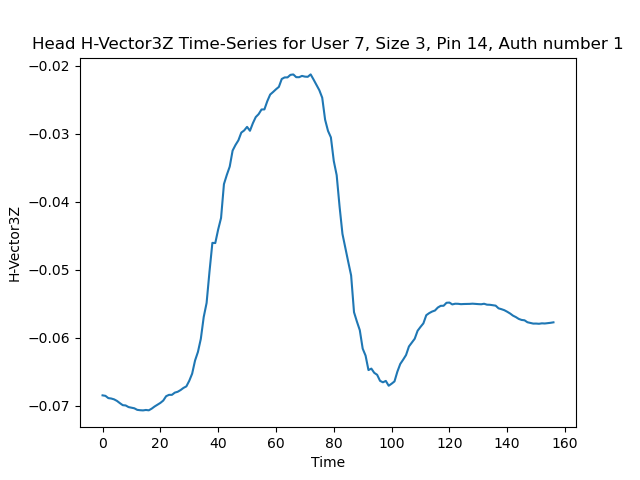 Head H-Vector3Z Time-Series for User 7, Size 3, Pin 14, Auth number 1
H-Vector3Z
−0.02
−0.03
−0.04
−0.05
−0.06
−0.07
0 20 40 60 80 100 120 140 160
Time